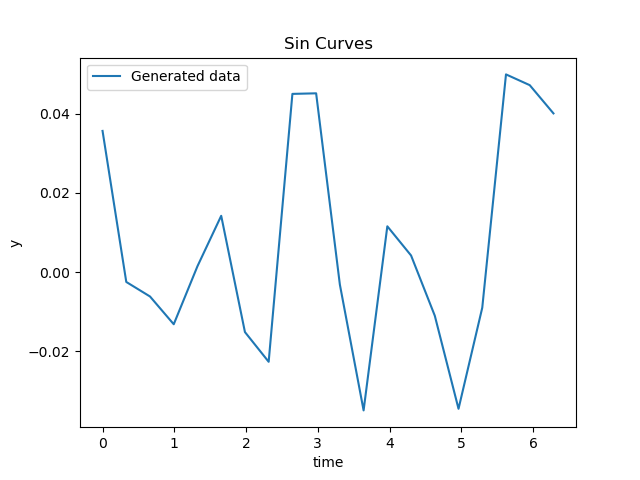 Sin Curves
Generated data
y
0.04
0.02
0.00
−0.02
0 1 2 3 4 5 6
time